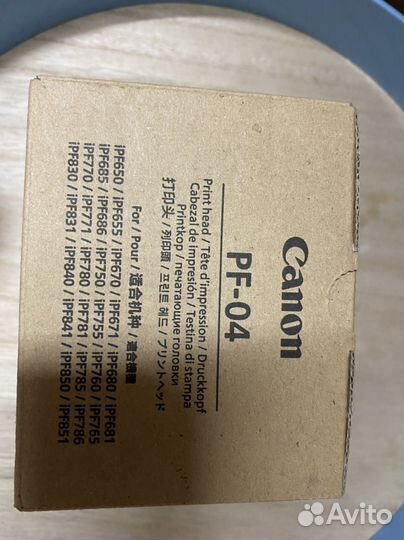 Canon
PF-04
Print head / Tête d'impression / Druckkopf
Cabezal de impresión / Testina di stampa
Printkop / печатающие головки
打印头 / 列印頭 / 프린트 헤드 / プリントヘッド
For / Pour / 适合机种 / 適合機種
iPF650 / iPF655 / iPF670 / iPF671 / iPF680 / iPF681
iPF685 / iPF686 / iPF750 / iPF755 / iPF760 / iPF765
iPF770 / iPF771 / iPF780 / iPF781 / iPF785 / iPF786
iPF830 / iPF831 / iPF840 / iPF841 / iPF850 / iPF851
Avito